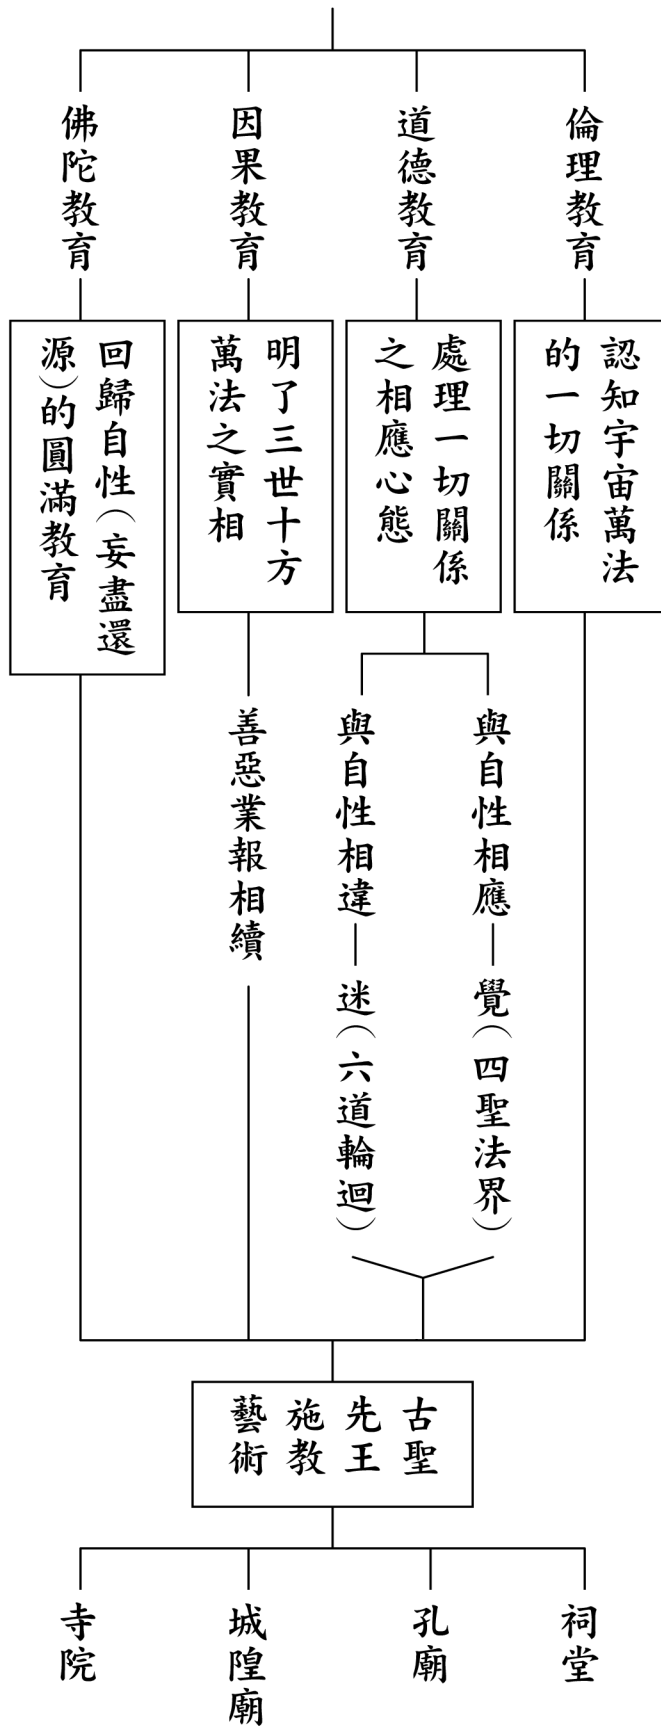 倫理教育
道德教育
因果教育
佛陀教育
認知宇宙萬法
的一切關係
處理一切關係
之相應心態
明了三世十方
萬法之實相
回歸自性（妄盡還
源）的圓滿教育
與自性相應
覺（四聖法界）
與自性相違
迷（六道輪迴）
善惡業報相續
古聖
先王
施教
藝術
祠堂
孔廟
城隍廟
寺院